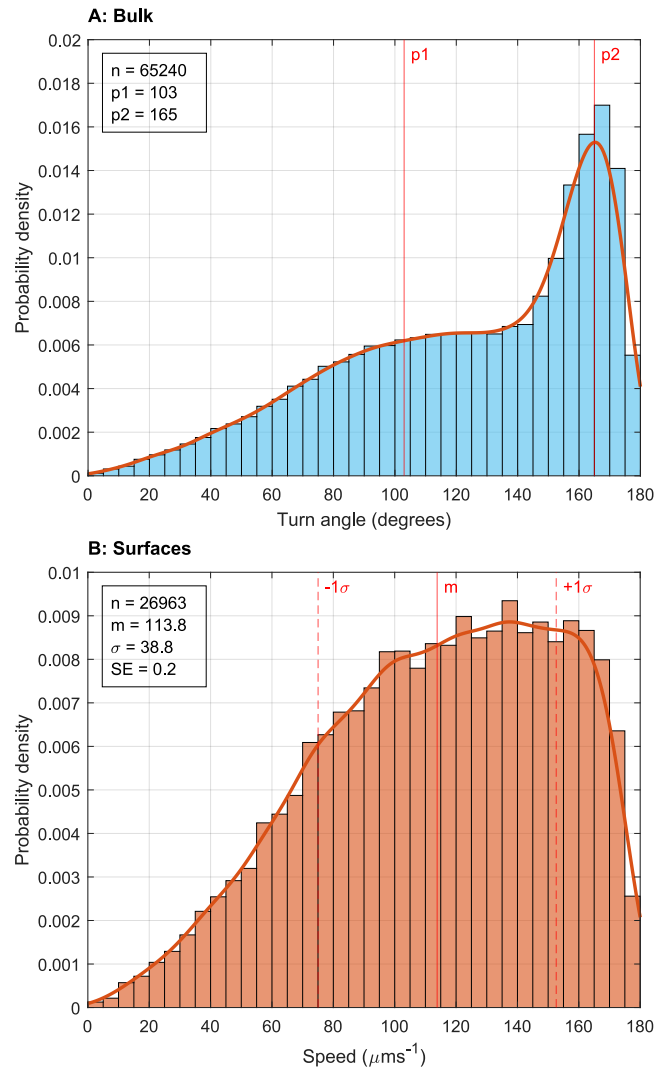 A: Bulk
0.02
0.018
0.016
0.014
0.012
0.01
0.008
0.006
0.004
0.002
0
Probability density
n = 65240
p1 = 103
p2 = 165
p1
p2
0 20 40 60 80 100 120 140 160 180
Turn angle (degrees)
B: Surfaces
0.01
0.009
0.008
0.007
0.006
0.005
0.004
0.003
0.002
0.001
0
Probability density
n = 26963
m = 113.8
σ = 38.8
SE = 0.2
-1σ
m
+1σ
0 20 40 60 80 100 120 140 160 180
Speed (μms⁻¹)